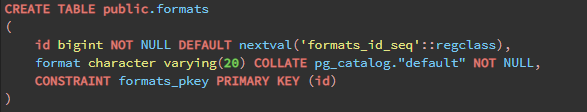 CREATE TABLE public.formats
(
    id bigint NOT NULL DEFAULT nextval('formats_id_seq'::regclass),
    format character varying(20) COLLATE pg_catalog."default" NOT NULL,
    CONSTRAINT formats_pkey PRIMARY KEY (id)
)